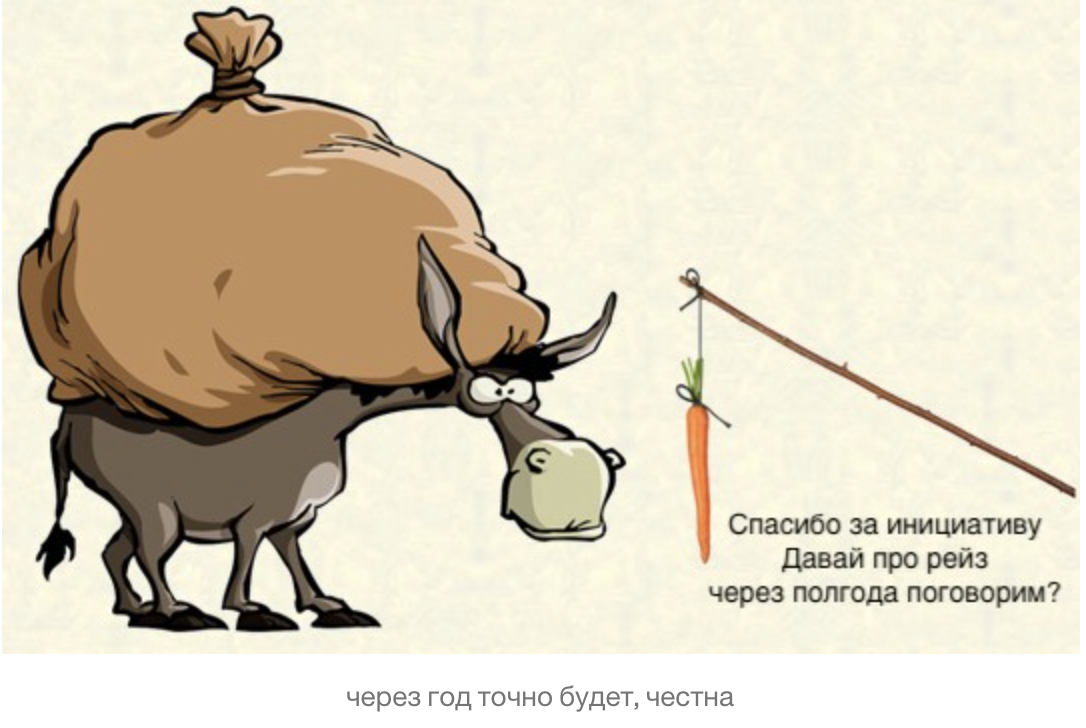 Спасибо за инициативу
Давай про рейз
через полгода поговорим?
через год точно будет, честна